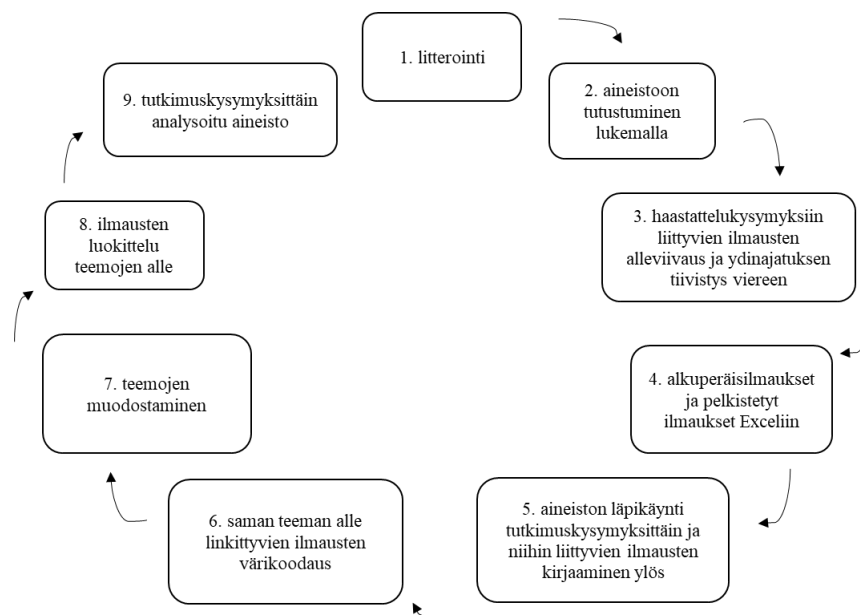 1. litterointi
2. aineistoon
tutustuminen
lukemalla
3. haastattelukysymyksiin
liittyvien ilmausten
alleviivaus ja ydinajatuksen
tiivistys viereen
4. alkuperäisilmaukset
ja pelkistetyt
ilmaukset Exceliin
5. aineiston läpikäynti
tutkimuskysymyksittäin ja
niihin liittyvien ilmausten
kirjaaminen ylös
6. saman teeman alle
linkittyvien ilmausten
värikoodaus
7. teemojen
muodostaminen
8. ilmausten
luokittelu
teemojen alle
9. tutkimuskysymyksittäin
analysoitu aineisto